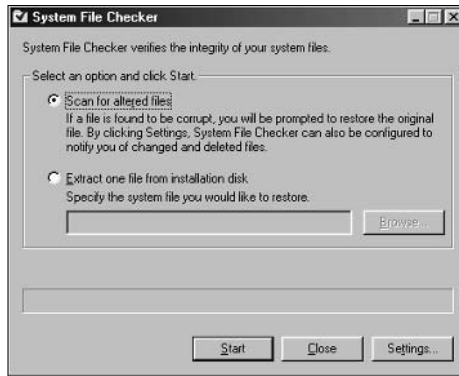 System File Checker
System File Checker verifies the integrity of your system files.
Select an option and click Start.
Scan for altered files
If a file is found to be corrupt, you will be prompted to restore the original
file. By clicking Settings, System File Checker can also be configured to
notify you of changed and deleted files.
Extract one file from installation disk
Specify the system file you would like to restore.
Browse...
Start
Close
Settings...